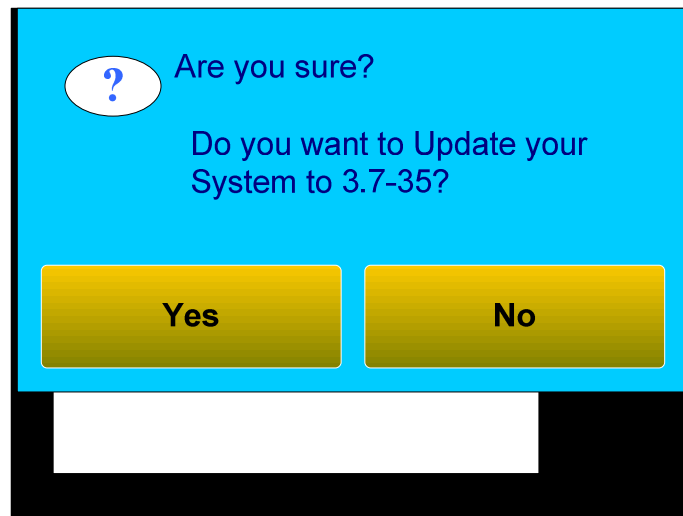 ?
Are you sure?
Do you want to Update your
System to 3.7-35?
Yes
No